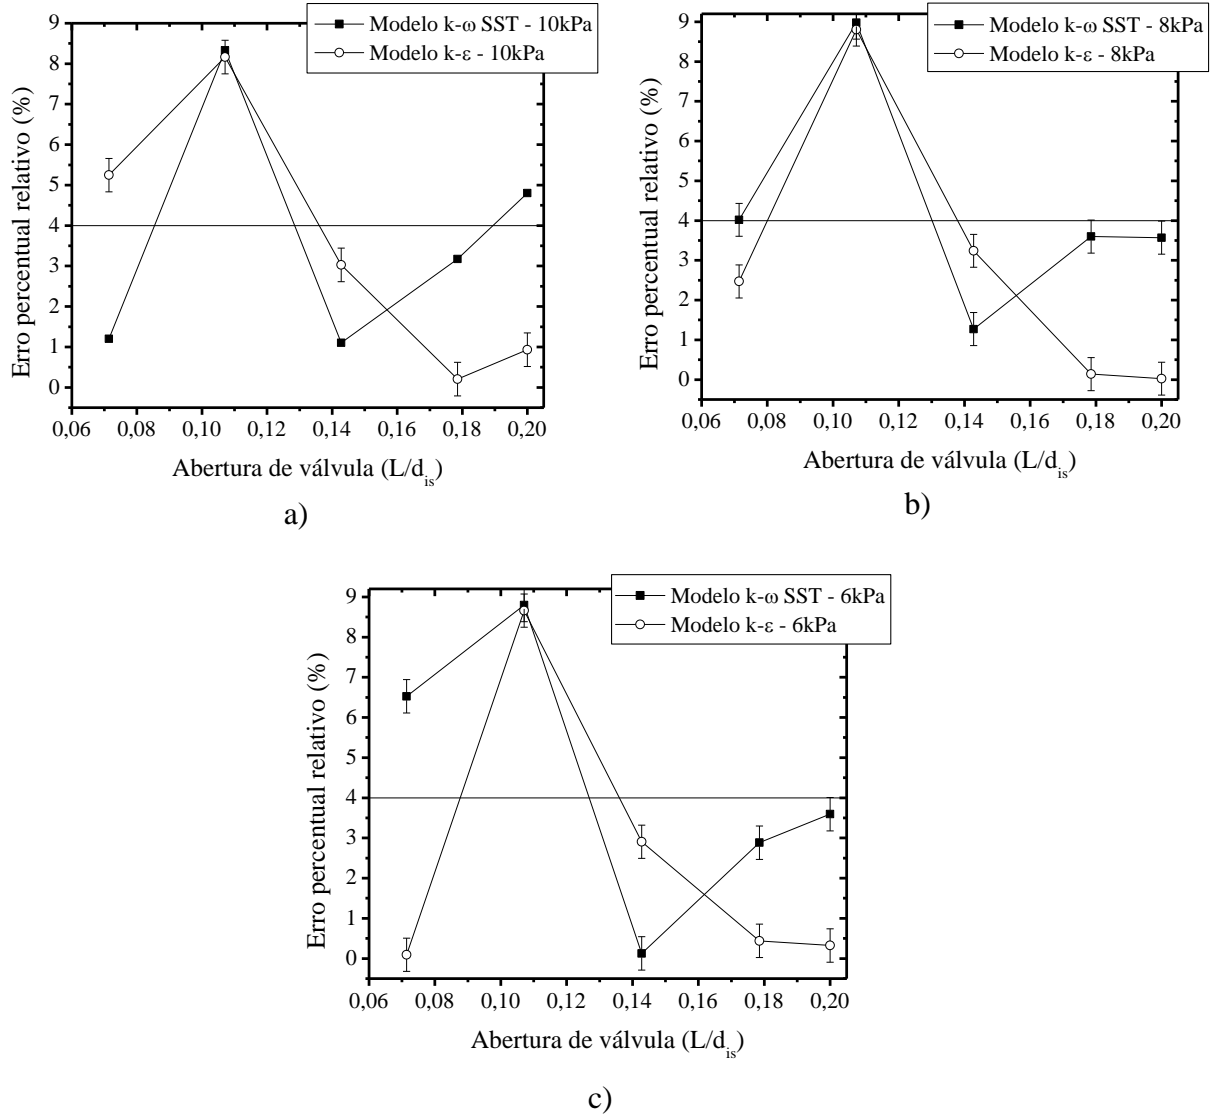 Modelo k-ω SST - 10kPa
Modelo k-ε - 10kPa
Erro percentual relativo (%)
9
8
7
6
5
4
3
2
1
0
0,06 0,08 0,10 0,12 0,14 0,16 0,18 0,20
Abertura de válvula (L/d_is)
a)
Modelo k-ω SST - 8kPa
Modelo k-ε - 8kPa
Erro percentual relativo (%)
9
8
7
6
5
4
3
2
1
0
0,06 0,08 0,10 0,12 0,14 0,16 0,18 0,20
Abertura de válvula (L/d_is)
b)
Modelo k-ω SST - 6kPa
Modelo k-ε - 6kPa
Erro percentual relativo (%)
9
8
7
6
5
4
3
2
1
0
0,06 0,08 0,10 0,12 0,14 0,16 0,18 0,20
Abertura de válvula (L/d_is)
c)